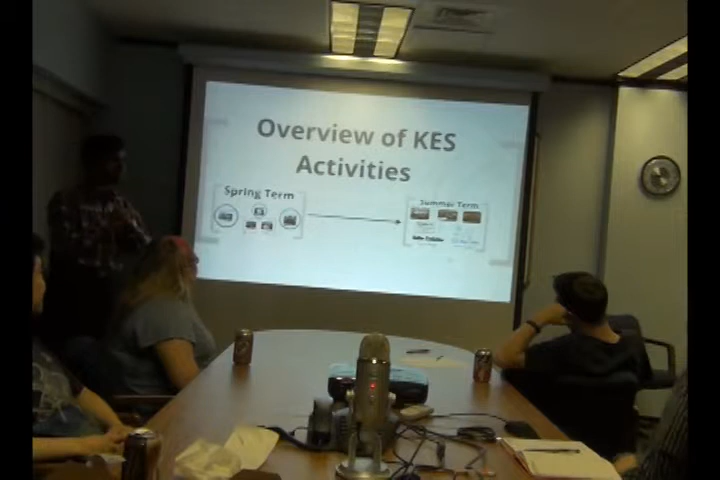 Overview of KES
Activities
Spring Term
Summer Term